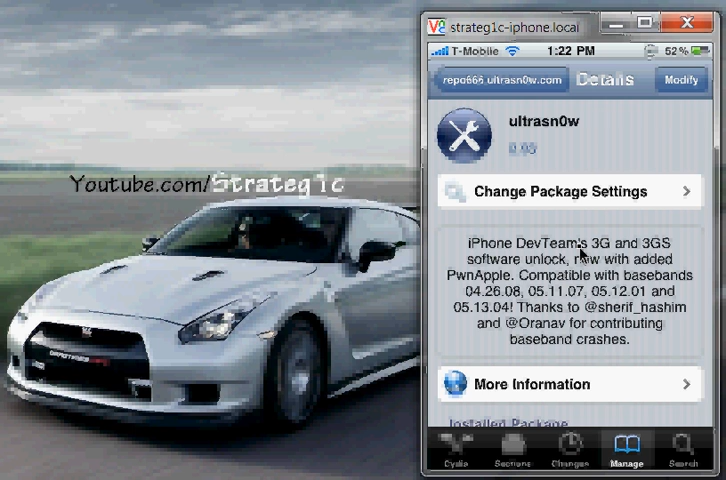 strateg1c-iphone.local
T-Mobile
1:22 PM
52%
repo666.ultrasn0w.com
Details
Modify
ultrasn0w
Youtube.com/Strateg1c
Change Package Settings
iPhone DevTeam's 3G and 3GS
software unlock, now with added
PwnApple. Compatible with basebands
04.26.08, 05.11.07, 05.12.01 and
05.13.04! Thanks to @sherif_hashim
and @Oranav for contributing
baseband crashes.
More Information
Installed Package
Cydia
Sections
Changes
Manage
Search